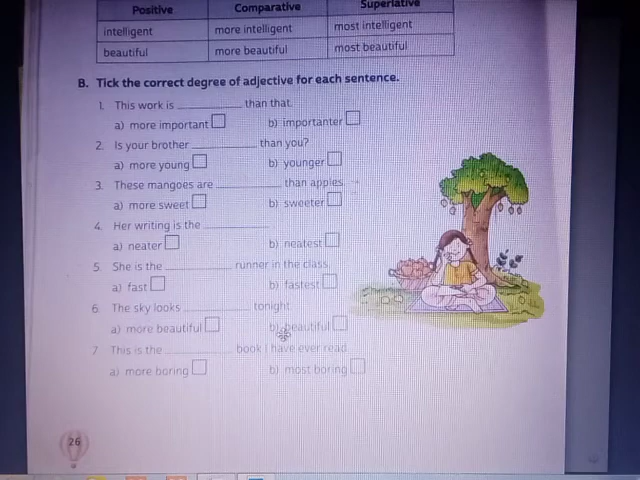 Positive Comparative Superlative
intelligent more intelligent most intelligent
beautiful more beautiful most beautiful
B. Tick the correct degree of adjective for each sentence.
1. This work is ____________ than that.
a) more important b) importanter
2. Is your brother ____________ than you?
a) more young b) younger
3. These mangoes are ____________ than apples.
a) more sweet b) sweeter
4. Her writing is the ____________
a) neater b) neatest
5. She is the ____________ runner in the class.
a) fast b) fastest
6. The sky looks ____________ tonight.
a) more beautiful b) beautiful
7. This is the ____________ book I have ever read.
a) more boring b) most boring
26